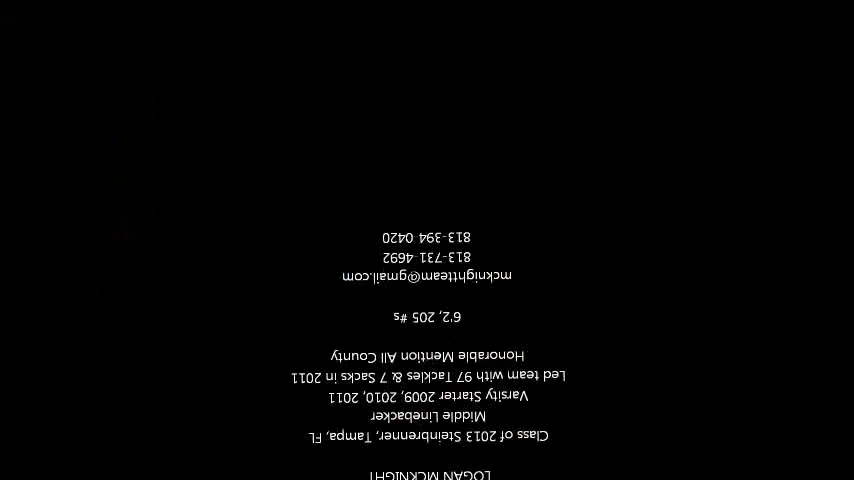 LOGAN MCKNIGHT
Class of 2013 Steinbrenner, Tampa, FL
Middle Linebacker
Varsity Starter 2009, 2010, 2011
Led team with 97 Tackles & 7 Sacks in 2011
Honorable Mention All County
6'2, 205 #s
mcknightteam@gmail.com
813-731-4692
813-394-0420